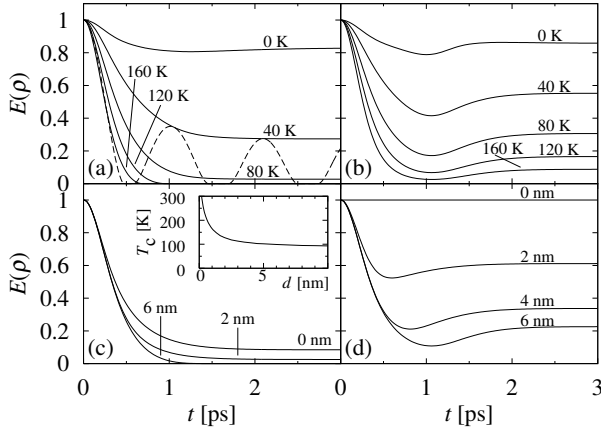 1
0.8
0.6
0.4
0.2
0
E(ρ)
0 K
160 K
120 K
40 K
80 K
(a)
0 K
40 K
80 K
160 K
120 K
(b)
1
0.8
0.6
0.4
0.2
0
E(ρ)
300
200
100
0
T_c [K]
0
5
d [nm]
6 nm
2 nm
0 nm
(c)
0 nm
2 nm
4 nm
6 nm
(d)
0
1
2
0
1
2
3
t [ps]
t [ps]